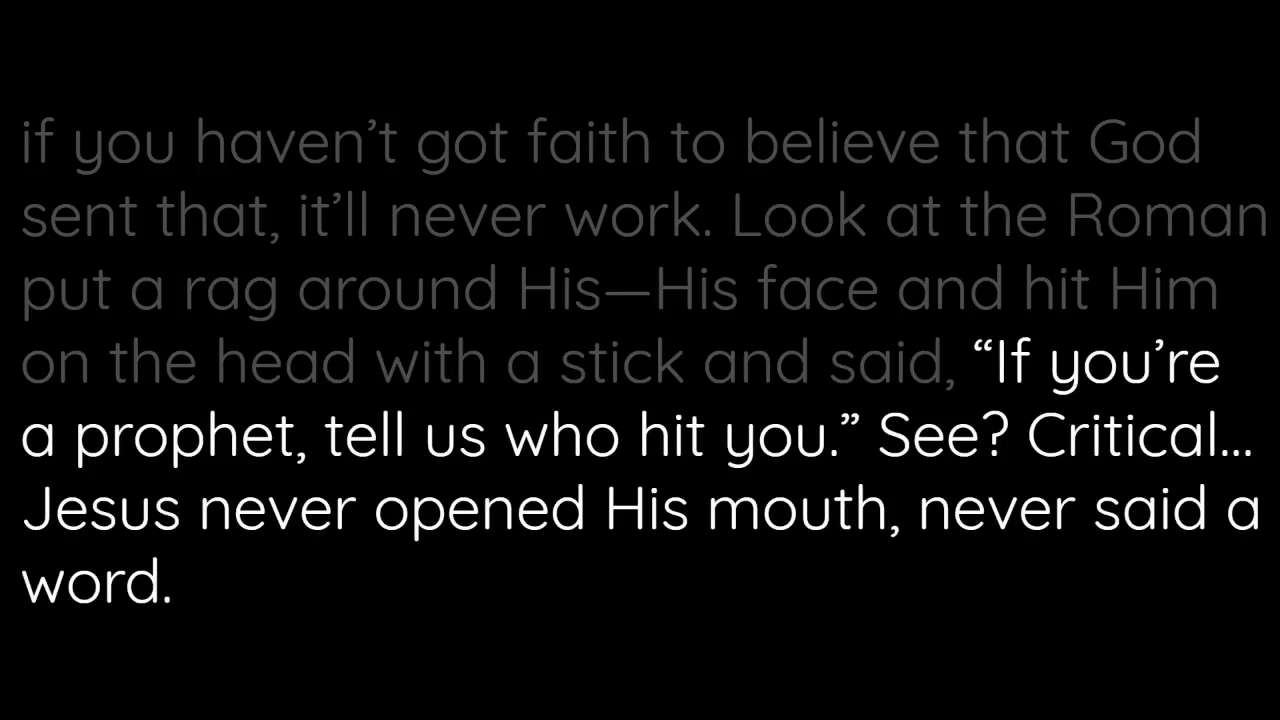 if you haven’t got faith to believe that God
sent that, it’ll never work. Look at the Roman
put a rag around His—His face and hit Him
on the head with a stick and said, “If you’re
a prophet, tell us who hit you.” See? Critical...
Jesus never opened His mouth, never said a
word.